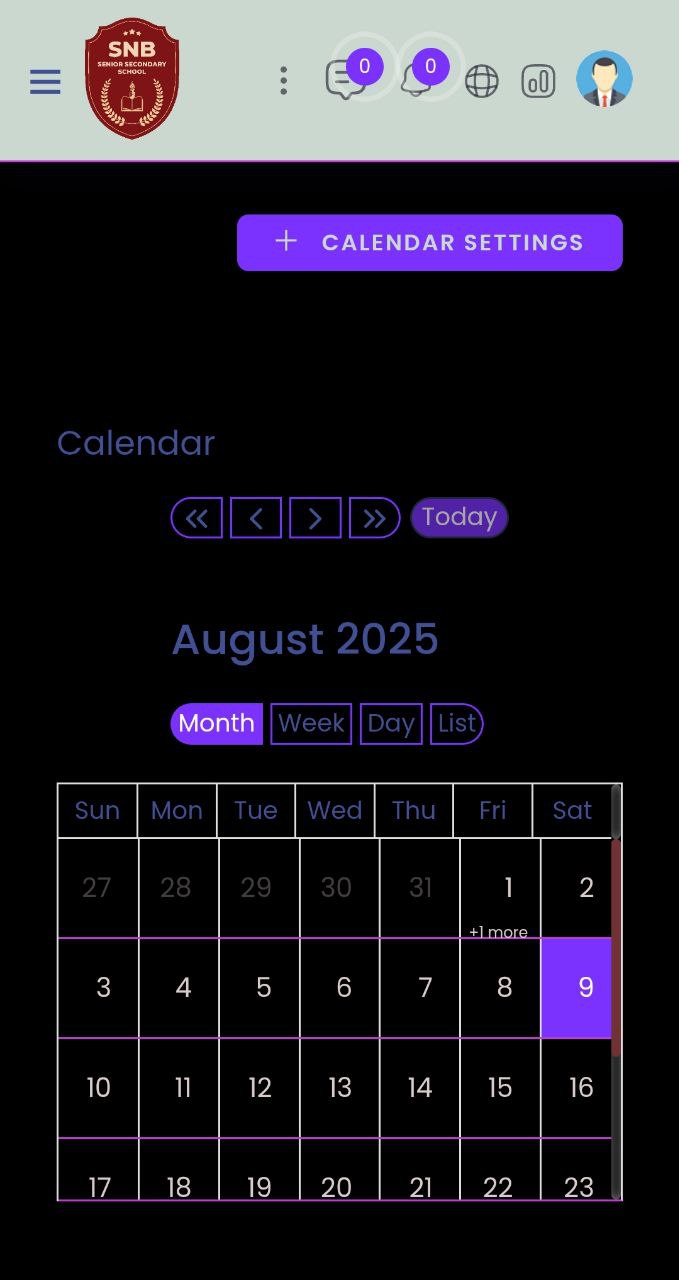 SNB
SENIOR SECONDARY
SCHOOL
0
0
+ CALENDAR SETTINGS
Calendar
Today
August 2025
Month Week Day List
Sun Mon Tue Wed Thu Fri Sat
27 28 29 30 31 1 2
+1 more
3 4 5 6 7 8 9
10 11 12 13 14 15 16
17 18 19 20 21 22 23